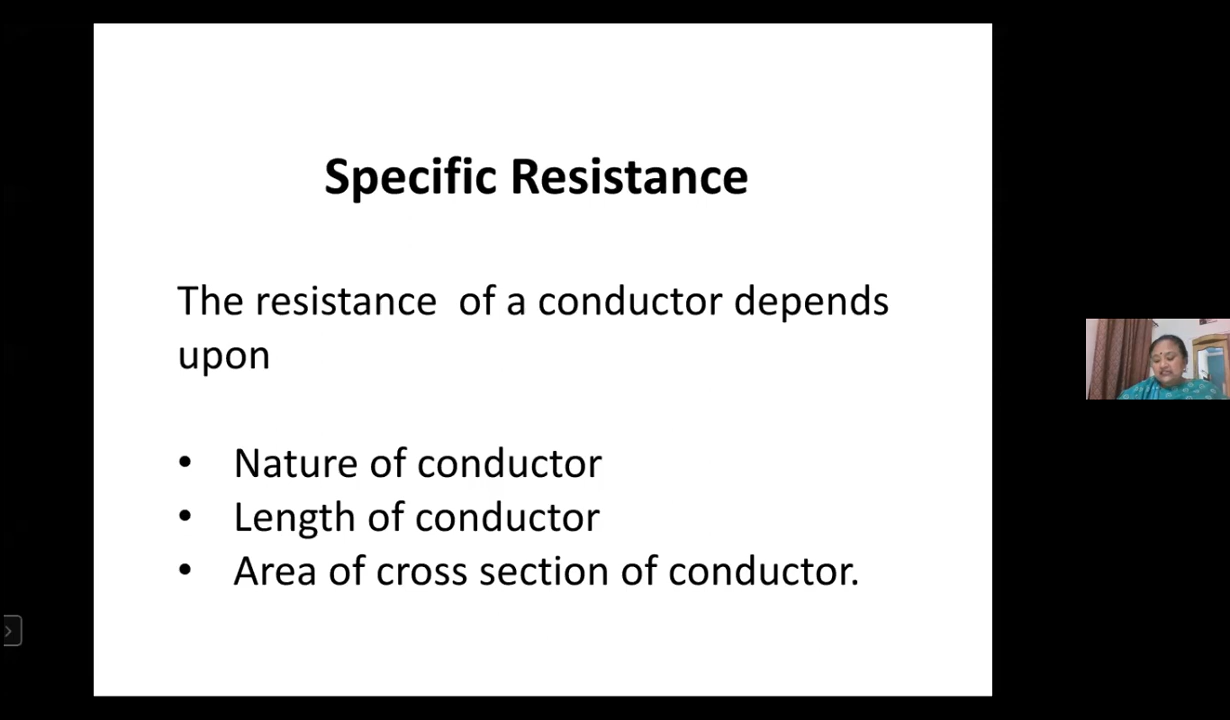 Specific Resistance
The resistance  of a conductor depends
upon
• Nature of conductor
• Length of conductor
• Area of cross section of conductor.